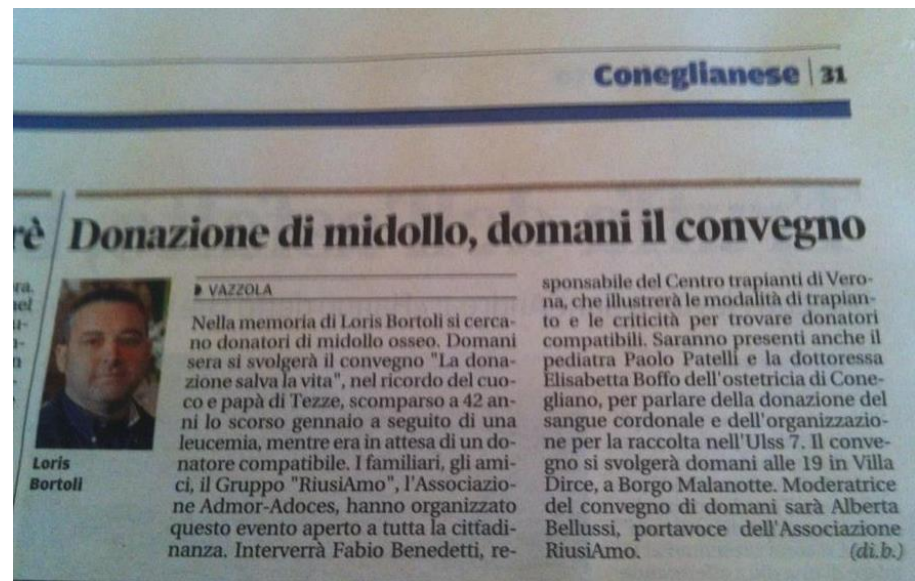 Coneglianese | 31
rè
ra.
nel
Donazione di midollo, domani il convegno
Loris
Bortoli
VAZZOLA
Nella memoria di Loris Bortoli si cerca-
no donatori di midollo osseo. Domani
sera si svolgerà il convegno "La dona-
zione salva la vita", nel ricordo del cuo-
co e papà di Tezze, scomparso a 42 an-
ni lo scorso gennaio a seguito di una
leucemia, mentre era in attesa di un do-
natore compatibile. I familiari, gli ami-
ci, il Gruppo "RiusiAmo", l'Associazio-
ne Admor-Adoces, hanno organizzato
questo evento aperto a tutta la cittadi-
nanza. Interverrà Fabio Benedetti, re-
sponsabile del Centro trapianti di Vero-
na, che illustrerà le modalità di trapian-
to e le criticità per trovare donatori
compatibili. Saranno presenti anche il
pediatra Paolo Patelli e la dottoressa
Elisabetta Boffo dell'ostetricia di Cone-
gliano, per parlare della donazione del
sangue cordonale e dell'organizzazio-
ne per la raccolta nell'Ulss 7. Il conve-
gno si svolgerà domani alle 19 in Villa
Dirce, a Borgo Malanotte. Moderatrice
del convegno di domani sarà Alberta
Bellussi, portavoce dell'Associazione
RiusiAmo. (di.b.)